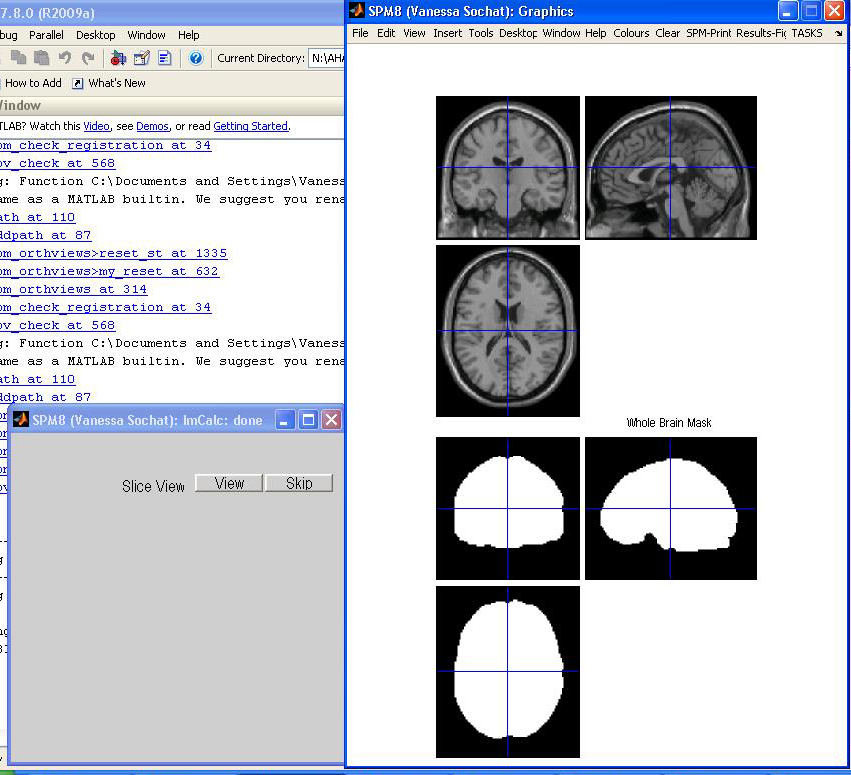 7.8.0 (R2009a)
bug Parallel Desktop Window Help
Current Directory: N:\AHA
How to Add What's New
Window
TLAB? Watch this Video, see Demos, or read Getting Started.
om_check_registration at 34
ov_check at 568
g: Function C:\Documents and Settings\Vaness
ame as a MATLAB builtin. We suggest you rena
ath at 110
ddpath at 87
om_orthviews>reset_st at 1335
om_orthviews>my_reset at 632
om_orthviews at 314
om_check_registration at 34
ov_check at 568
g: Function C:\Documents and Settings\Vaness
ame as a MATLAB builtin. We suggest you rena
ath at 110
ddpath at 87
SPM8 (Vanessa Sochat): ImCalc: done
Slice View View Skip
SPM8 (Vanessa Sochat): Graphics
File Edit View Insert Tools Desktop Window Help Colours Clear SPM-Print Results-Fig TASKS
Whole Brain Mask